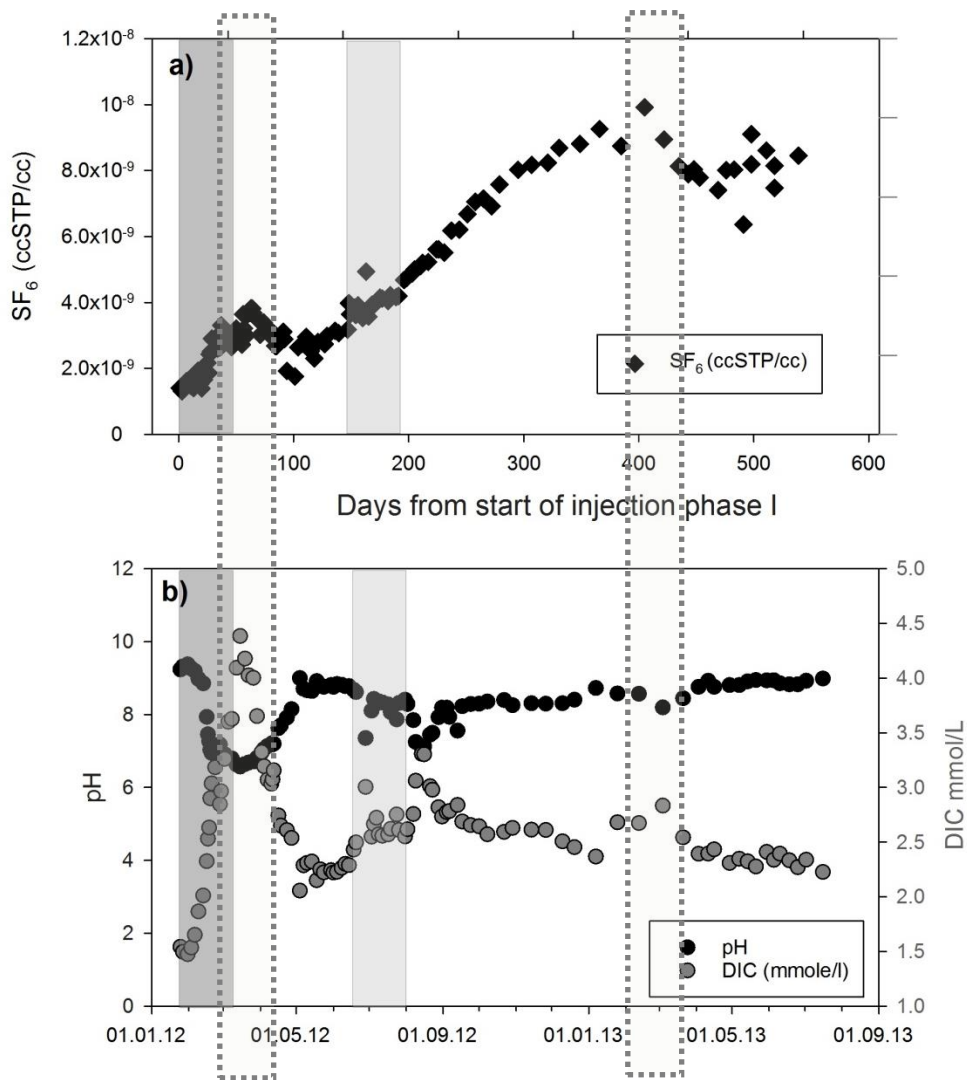 1.2x10⁻⁸
a)
10⁻⁸
8.0x10⁻⁹
6.0x10⁻⁹
4.0x10⁻⁹
2.0x10⁻⁹
0
SF₆ (ccSTP/cc)
SF₆ (ccSTP/cc)
0 100 200 300 400 500 600
Days from start of injection phase I
12
10
8
6
4
2
0
pH
b)
5.0
4.5
4.0
3.5
3.0
2.5
2.0
1.5
1.0
DIC mmol/L
pH
DIC (mmole/l)
01.01.12 01.05.12 01.09.12 01.01.13 01.05.13 01.09.13